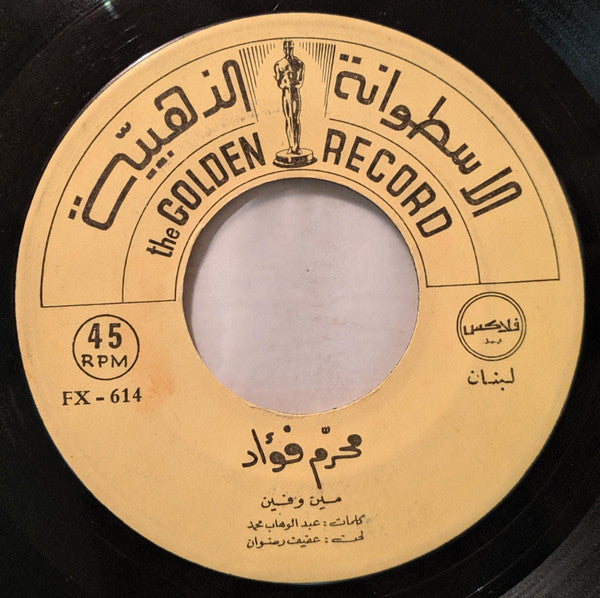 الاسطوانة الذهبيّة
the GOLDEN RECORD
45
RPM
FX - 614
فلاكس
لبنان
محرّم فؤاد
مين وفين
كلمات : عبد الوهاب محمد
لحن : عفيف رضوان